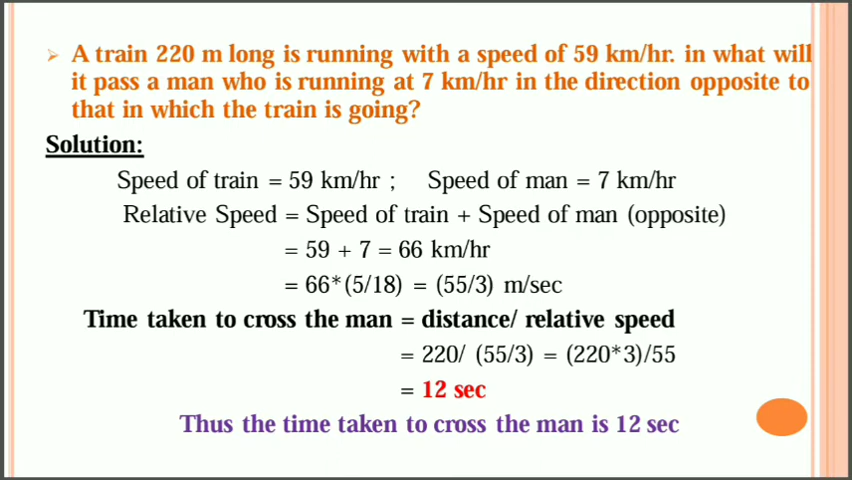 A train 220 m long is running with a speed of 59 km/hr. in what will
it pass a man who is running at 7 km/hr in the direction opposite to
that in which the train is going?
Solution:
Speed of train = 59 km/hr ; Speed of man = 7 km/hr
Relative Speed = Speed of train + Speed of man (opposite)
= 59 + 7 = 66 km/hr
= 66*(5/18) = (55/3) m/sec
Time taken to cross the man = distance/ relative speed
= 220/ (55/3) = (220*3)/55
= 12 sec
Thus the time taken to cross the man is 12 sec